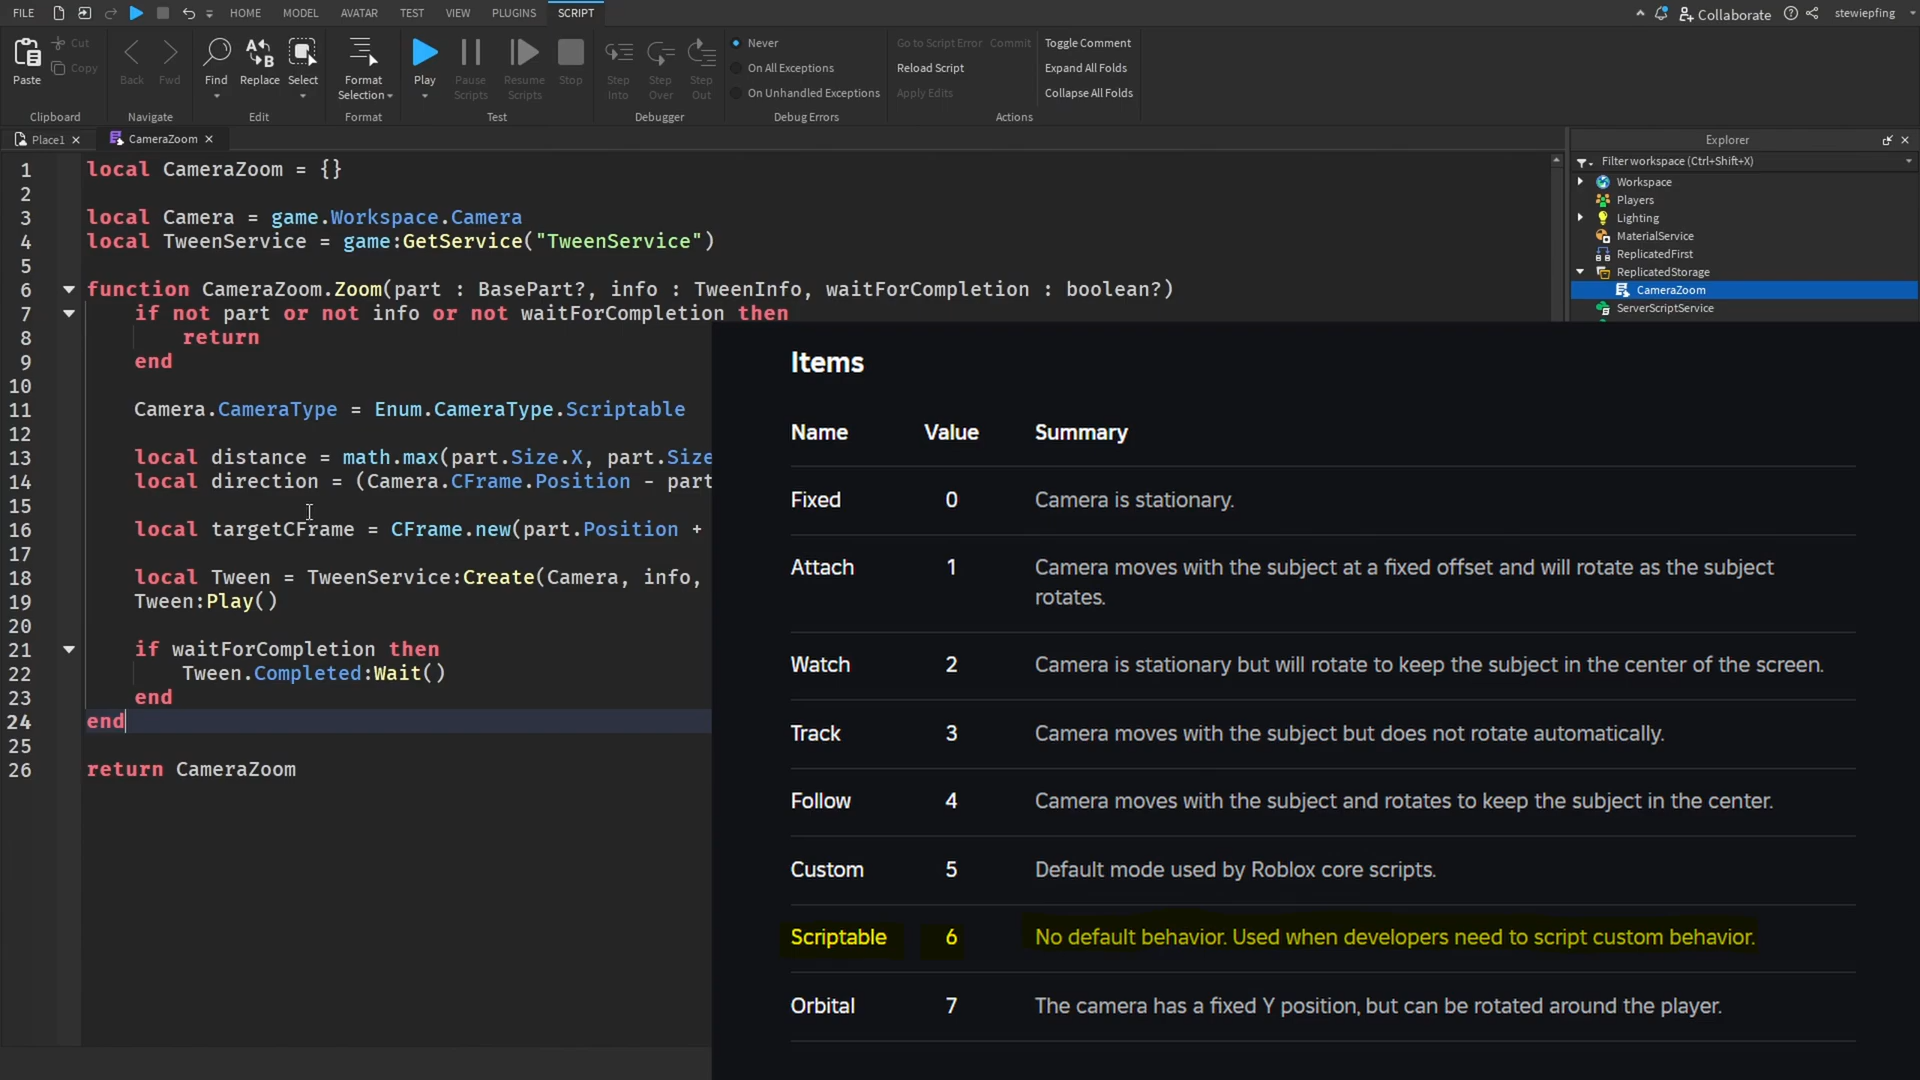 FILE HOME MODEL AVATAR TEST VIEW PLUGINS SCRIPT Collaborate stewiepfing
Paste Cut Copy Back Fwd Find Replace Select Format Selection Play Pause Scripts Resume Scripts Stop Step Into Step Over Step Out
Never
On All Exceptions
On Unhandled Exceptions
Go to Script Error Commit
Reload Script
Apply Edits
Toggle Comment
Expand All Folds
Collapse All Folds
Clipboard Navigate Edit Format Test Debugger Debug Errors Actions
Place1 CameraZoom
1 local CameraZoom = {}
2
3 local Camera = game.Workspace.Camera
4 local TweenService = game:GetService("TweenService")
5
6 function CameraZoom.Zoom(part : BasePart?, info : TweenInfo, waitForCompletion : boolean?)
7 if not part or not info or not waitForCompletion then
8 return
9 end
10
11 Camera.CameraType = Enum.CameraType.Scriptable
12
13 local distance = math.max(part.Size.X, part.Size
14 local direction = (Camera.CFrame.Position - part
15
16 local targetCFrame = CFrame.new(part.Position +
17
18 local Tween = TweenService:Create(Camera, info,
19 Tween:Play()
20
21 if waitForCompletion then
22 Tween.Completed:Wait()
23 end
24 end
25
26 return CameraZoom
Explorer
Filter workspace (Ctrl+Shift+X)
Workspace
Players
Lighting
MaterialService
ReplicatedFirst
ReplicatedStorage
CameraZoom
ServerScriptService
Items
Name Value Summary
Fixed 0 Camera is stationary.
Attach 1 Camera moves with the subject at a fixed offset and will rotate as the subject
rotates.
Watch 2 Camera is stationary but will rotate to keep the subject in the center of the screen.
Track 3 Camera moves with the subject but does not rotate automatically.
Follow 4 Camera moves with the subject and rotates to keep the subject in the center.
Custom 5 Default mode used by Roblox core scripts.
Scriptable 6 No default behavior. Used when developers need to script custom behavior.
Orbital 7 The camera has a fixed Y position, but can be rotated around the player.